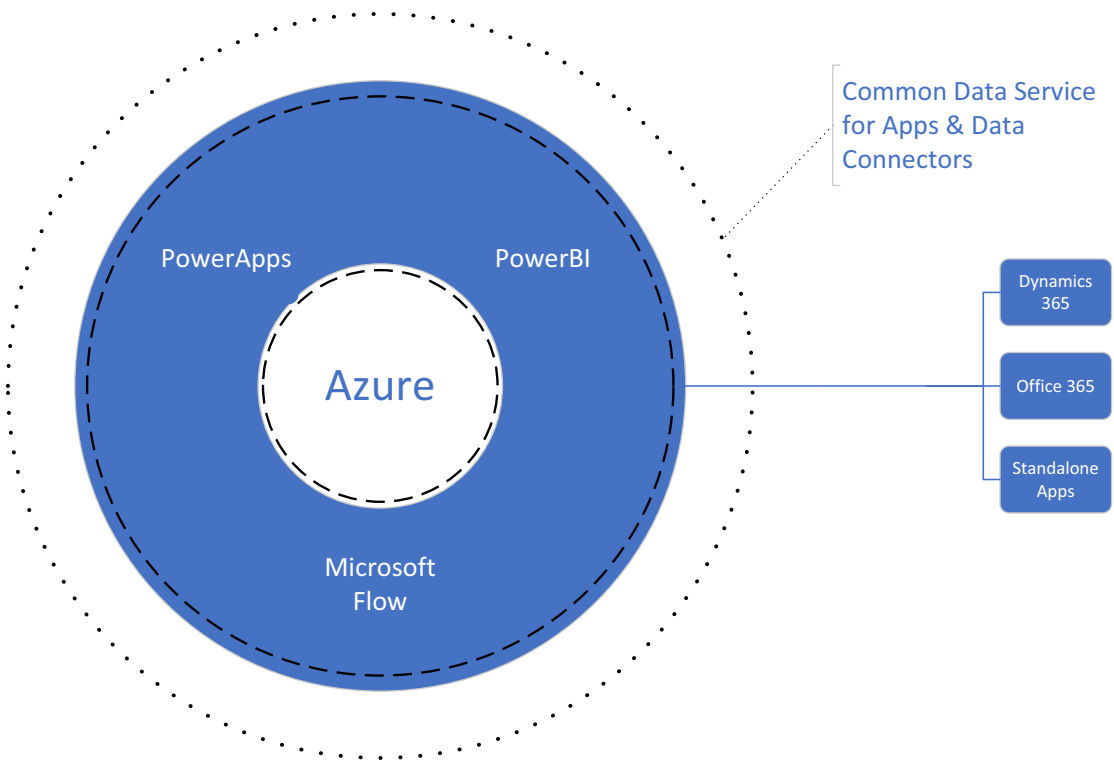 Common Data Service
for Apps & Data
Connectors
PowerApps
PowerBI
Azure
Microsoft
Flow
Dynamics
365
Office 365
Standalone
Apps